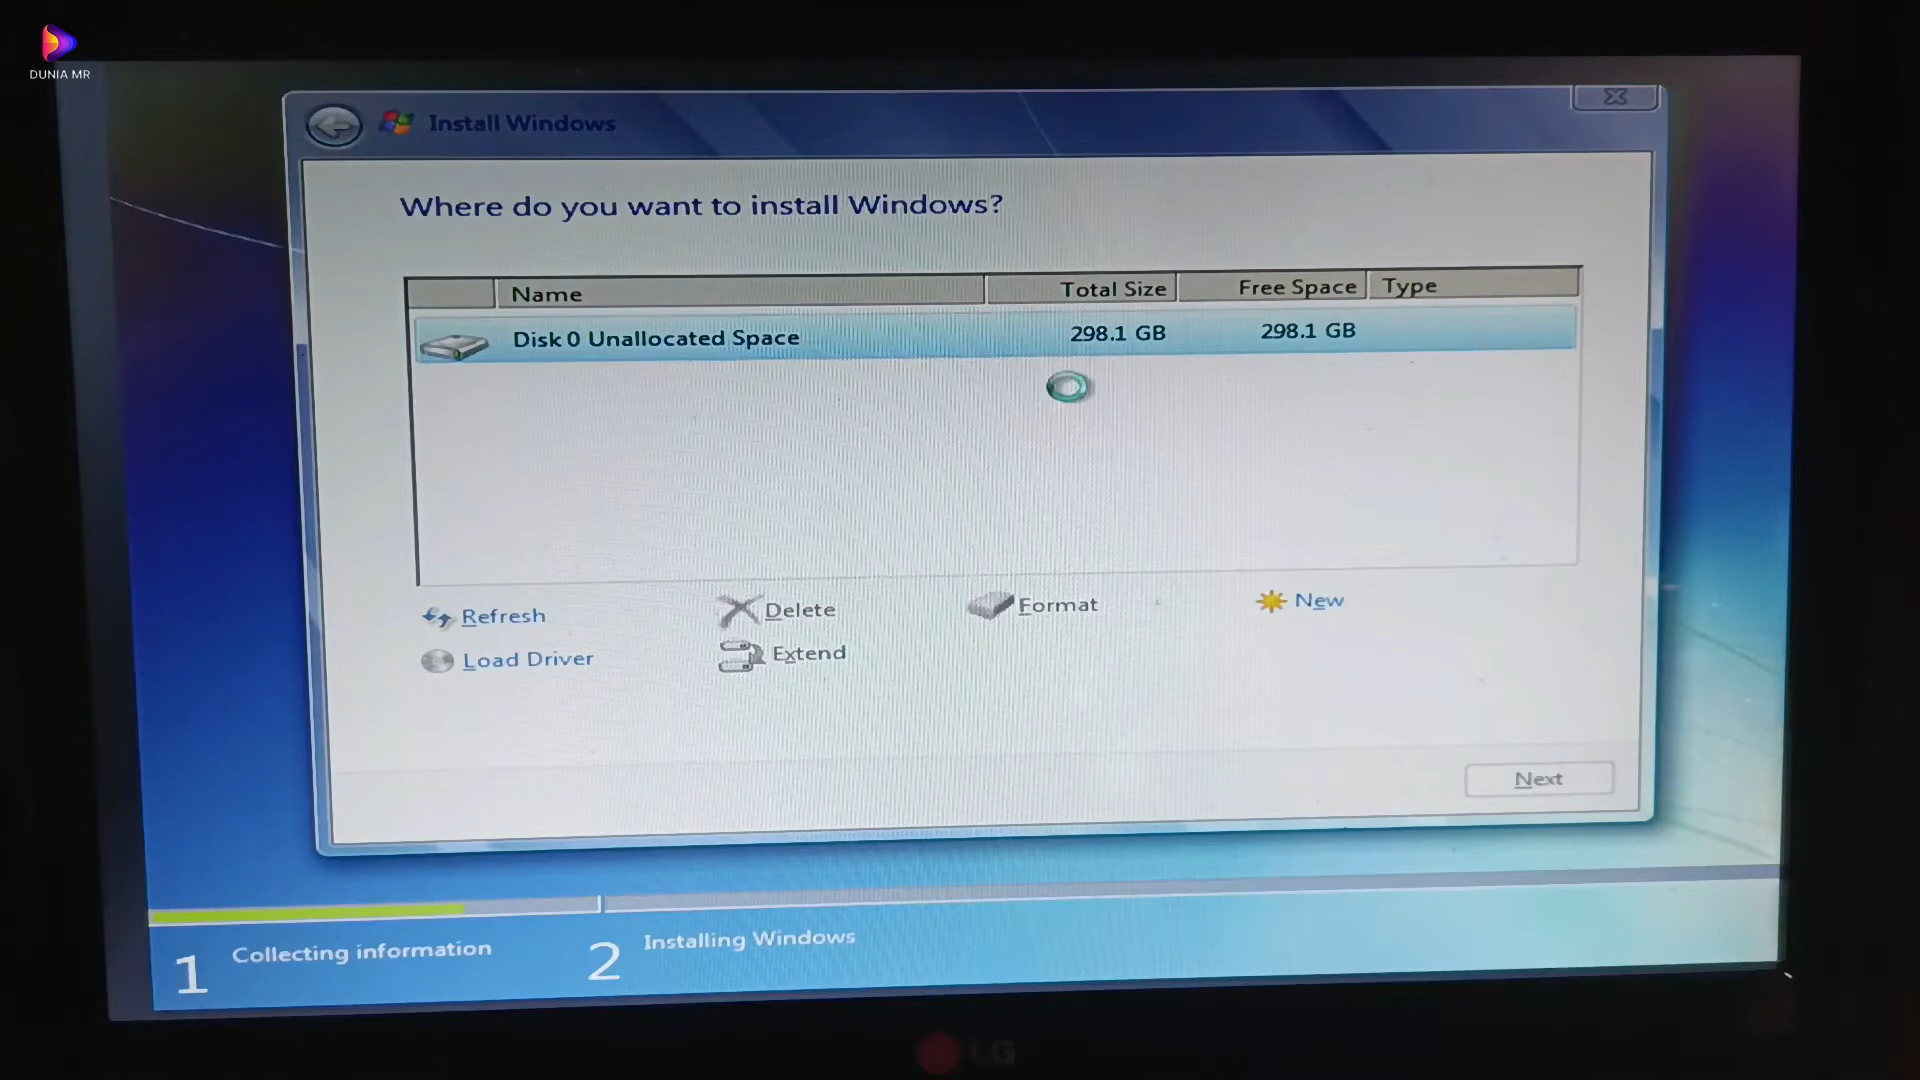 DUNIA MR
Install Windows
Where do you want to install Windows?
Name Total Size Free Space Type
Disk 0 Unallocated Space 298.1 GB 298.1 GB
Refresh Delete Format New
Load Driver Extend
Next
1 Collecting information 2 Installing Windows
LG